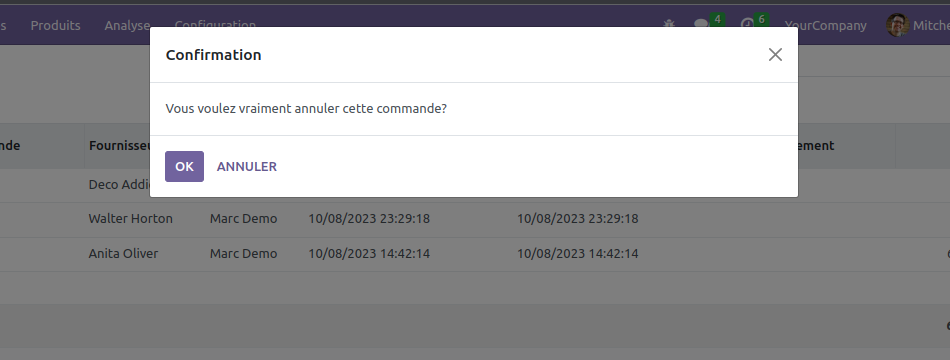 s Produits Analyse Configuration 4 6 YourCompany Mitche
Confirmation
Vous voulez vraiment annuler cette commande?
nde Fournisseu ement
OK ANNULER
Deco Addi
Walter Horton Marc Demo 10/08/2023 23:29:18 10/08/2023 23:29:18
Anita Oliver Marc Demo 10/08/2023 14:42:14 10/08/2023 14:42:14